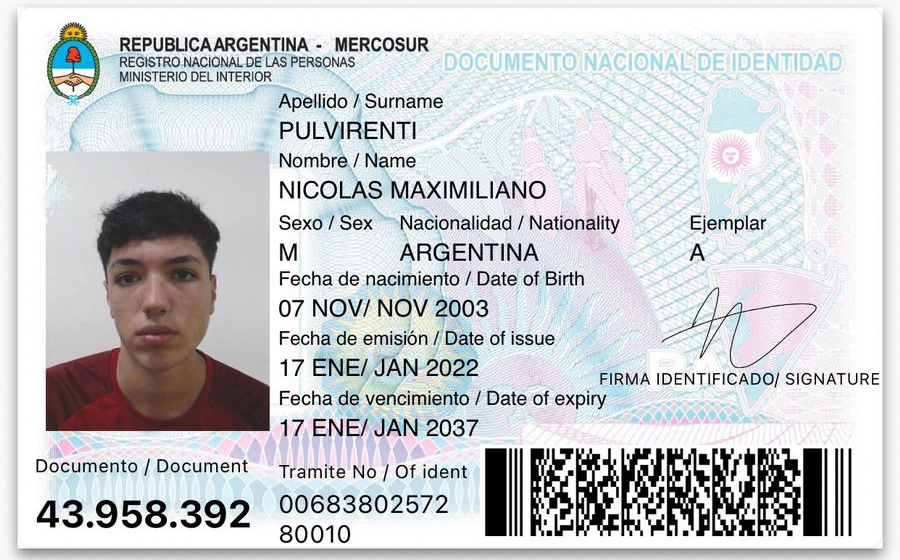 REPUBLICA ARGENTINA - MERCOSUR
REGISTRO NACIONAL DE LAS PERSONAS
MINISTERIO DEL INTERIOR
DOCUMENTO NACIONAL DE IDENTIDAD
Apellido / Surname
PULVIRENTI
Nombre / Name
NICOLAS MAXIMILIANO
Sexo / Sex Nacionalidad / Nationality Ejemplar
M ARGENTINA A
Fecha de nacimiento / Date of Birth
07 NOV/ NOV 2003
Fecha de emisión / Date of issue
17 ENE/ JAN 2022
FIRMA IDENTIFICADO/ SIGNATURE
Fecha de vencimiento / Date of expiry
17 ENE/ JAN 2037
Documento / Document
43.958.392
Tramite No / Of ident
00683802572
80010